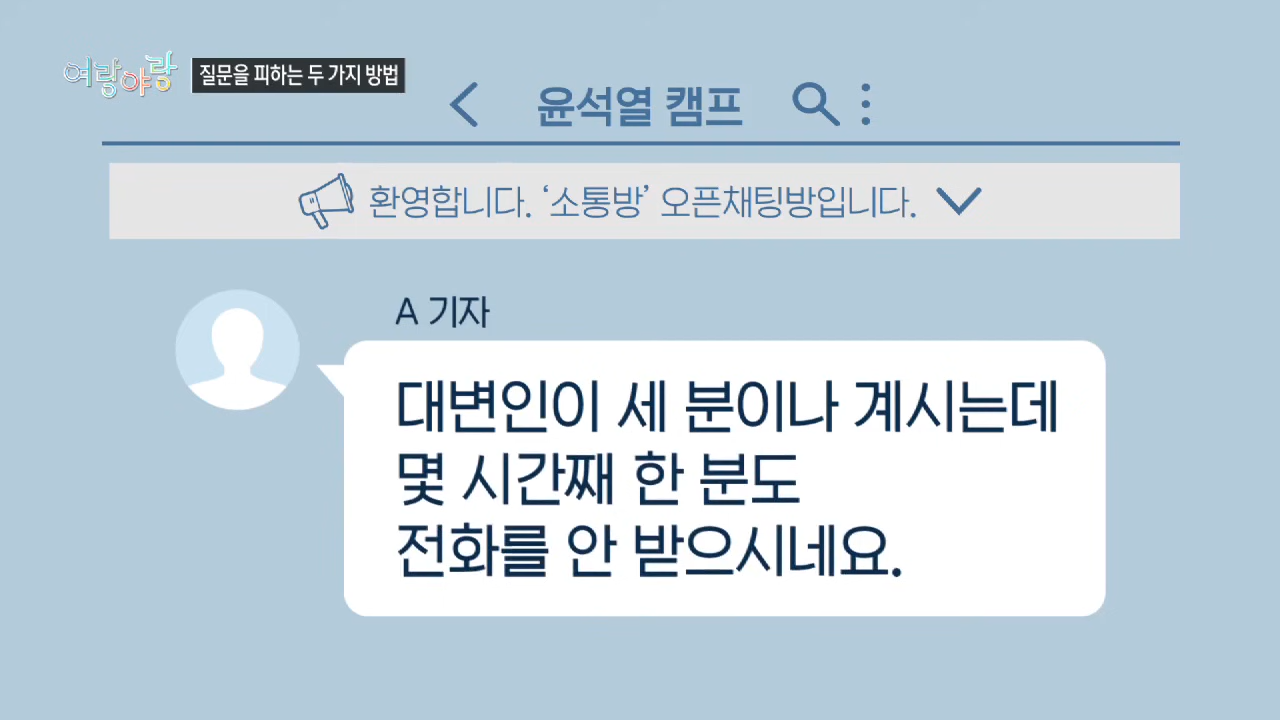 여랑야랑
질문을 피하는 두 가지 방법
윤석열 캠프
환영합니다. ‘소통방’ 오픈채팅방입니다.
A 기자
대변인이 세 분이나 계시는데
몇 시간째 한 분도
전화를 안 받으시네요.